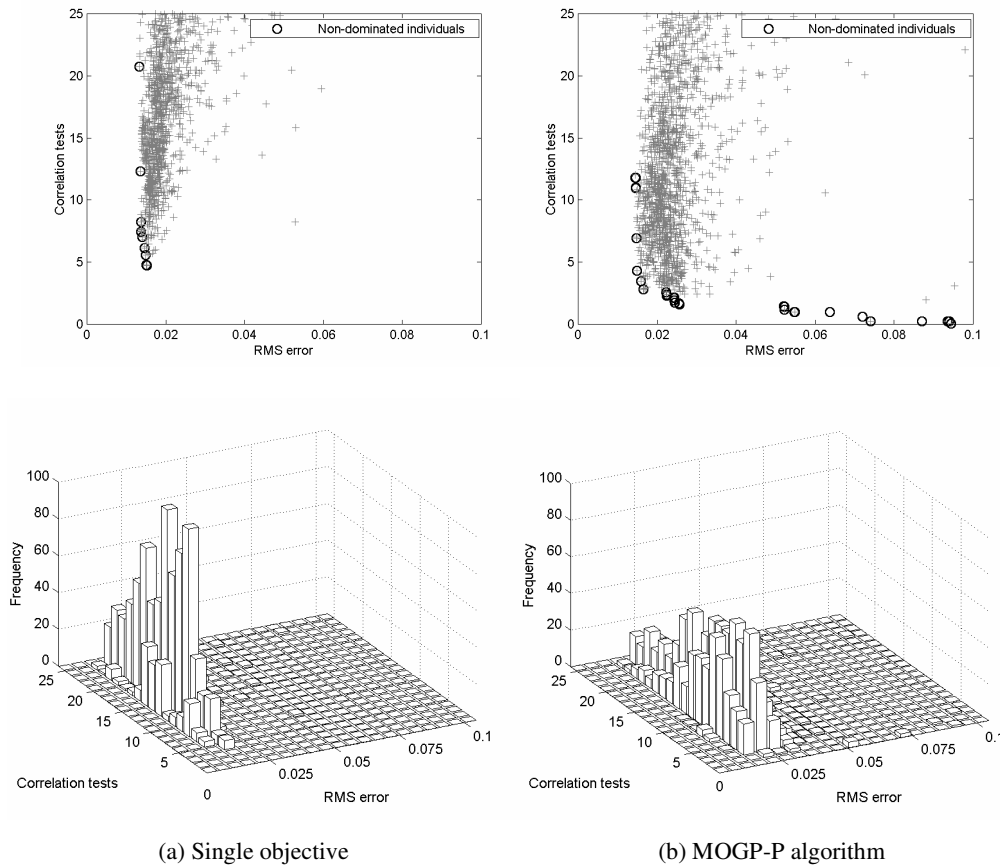 25
20
15
10
5
0
Correlation tests
Non-dominated individuals
0 0.02 0.04 0.06 0.08 0.1
RMS error
25
20
15
10
5
0
Correlation tests
Non-dominated individuals
0 0.02 0.04 0.06 0.08 0.1
RMS error
100
80
60
40
20
0
Frequency
25
20
15
10
5
0
Correlation tests
0.025
0.05
0.075
0.1
RMS error
100
80
60
40
20
0
Frequency
25
20
15
10
5
0
Correlation tests
0.025
0.05
0.075
0.1
RMS error
(a) Single objective
(b) MOGP-P algorithm